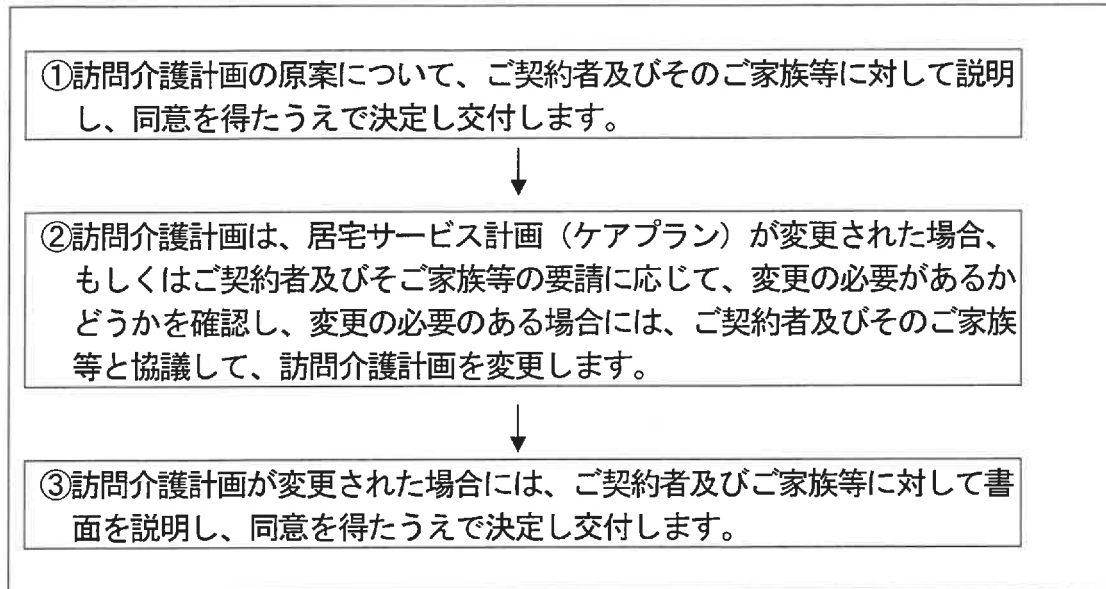 ①訪問介護計画の原案について、ご契約者及びそのご家族等に対して説明
し、同意を得たうえで決定し交付します。
②訪問介護計画は、居宅サービス計画（ケアプラン）が変更された場合、
もしくはご契約者及びそご家族等の要請に応じて、変更の必要があるか
どうかを確認し、変更の必要のある場合には、ご契約者及びそのご家族
等と協議して、訪問介護計画を変更します。
③訪問介護計画が変更された場合には、ご契約者及びご家族等に対して書
面を説明し、同意を得たうえで決定し交付します。